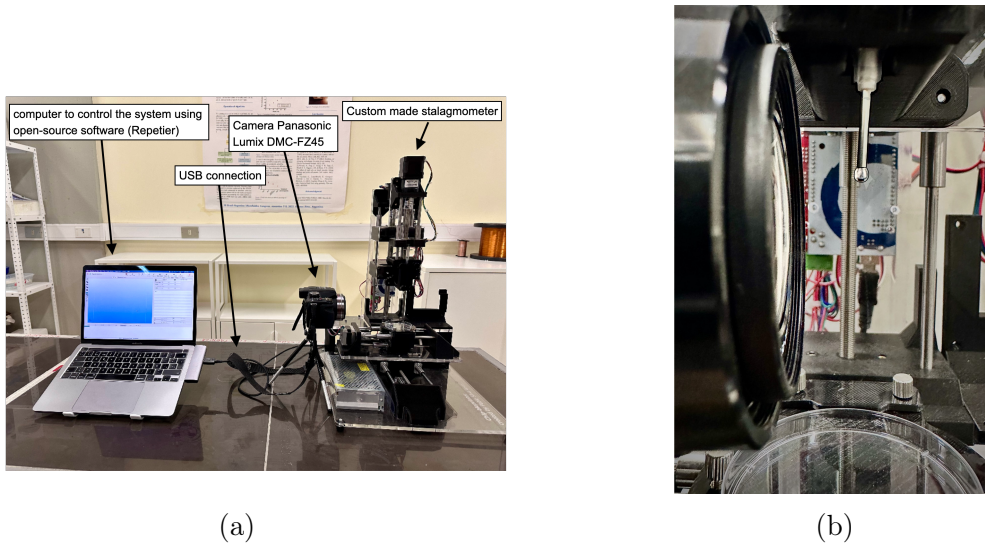 computer to control the system using
open-source software (Repetier)
Camera Panasonic
Lumix DMC-FZ45
Custom made stalagmometer
USB connection
(a)
(b)